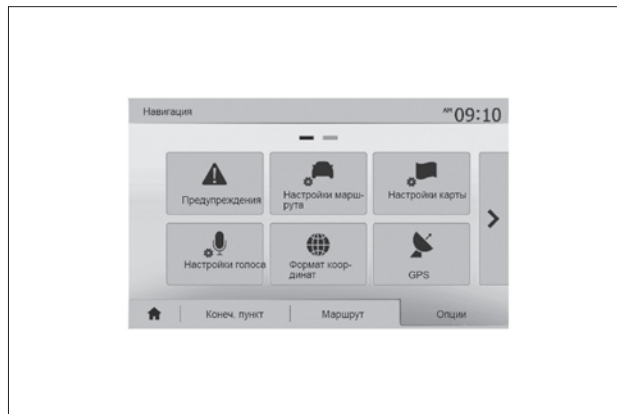 Навигация
AM 09:10
Предупреждения
Настройки марш-
рута
Настройки карты
Настройки голоса
Формат коор-
динат
GPS
Конеч. пункт
Маршрут
Опции